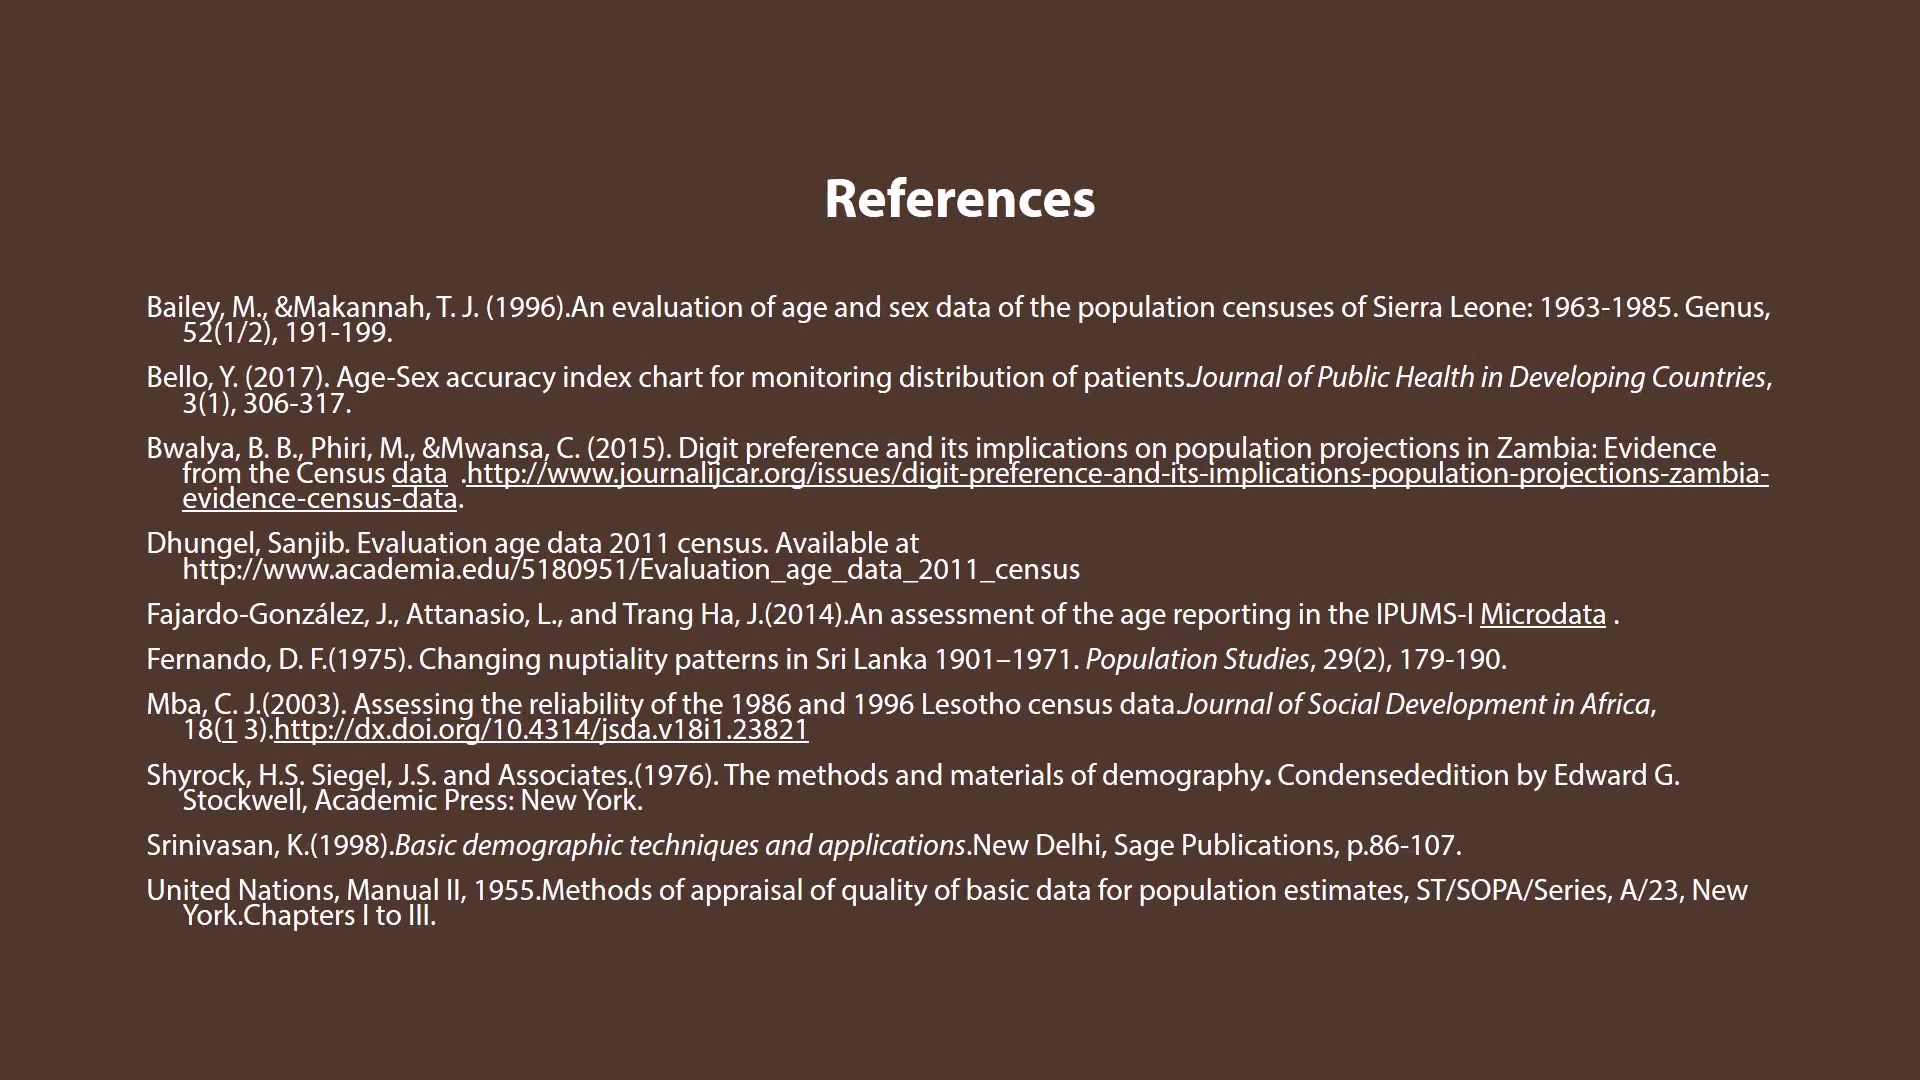 References
Bailey, M., &Makannah, T. J. (1996).An evaluation of age and sex data of the population censuses of Sierra Leone: 1963-1985. Genus,
52(1/2), 191-199.
Bello, Y. (2017). Age-Sex accuracy index chart for monitoring distribution of patients.Journal of Public Health in Developing Countries,
3(1), 306-317.
Bwalya, B. B., Phiri, M., &Mwansa, C. (2015). Digit preference and its implications on population projections in Zambia: Evidence
from the Census data .http://www.journalijcar.org/issues/digit-preference-and-its-implications-population-projections-zambia-
evidence-census-data.
Dhungel, Sanjib. Evaluation age data 2011 census. Available at
http://www.academia.edu/5180951/Evaluation_age_data_2011_census
Fajardo-González, J., Attanasio, L., and Trang Ha, J.(2014).An assessment of the age reporting in the IPUMS-I Microdata .
Fernando, D. F.(1975). Changing nuptiality patterns in Sri Lanka 1901–1971. Population Studies, 29(2), 179-190.
Mba, C. J.(2003). Assessing the reliability of the 1986 and 1996 Lesotho census data.Journal of Social Development in Africa,
18(1 3).http://dx.doi.org/10.4314/jsda.v18i1.23821
Shyrock, H.S. Siegel, J.S. and Associates.(1976). The methods and materials of demography. Condensededition by Edward G.
Stockwell, Academic Press: New York.
Srinivasan, K.(1998).Basic demographic techniques and applications.New Delhi, Sage Publications, p.86-107.
United Nations, Manual II, 1955.Methods of appraisal of quality of basic data for population estimates, ST/SOPA/Series, A/23, New
York.Chapters I to III.